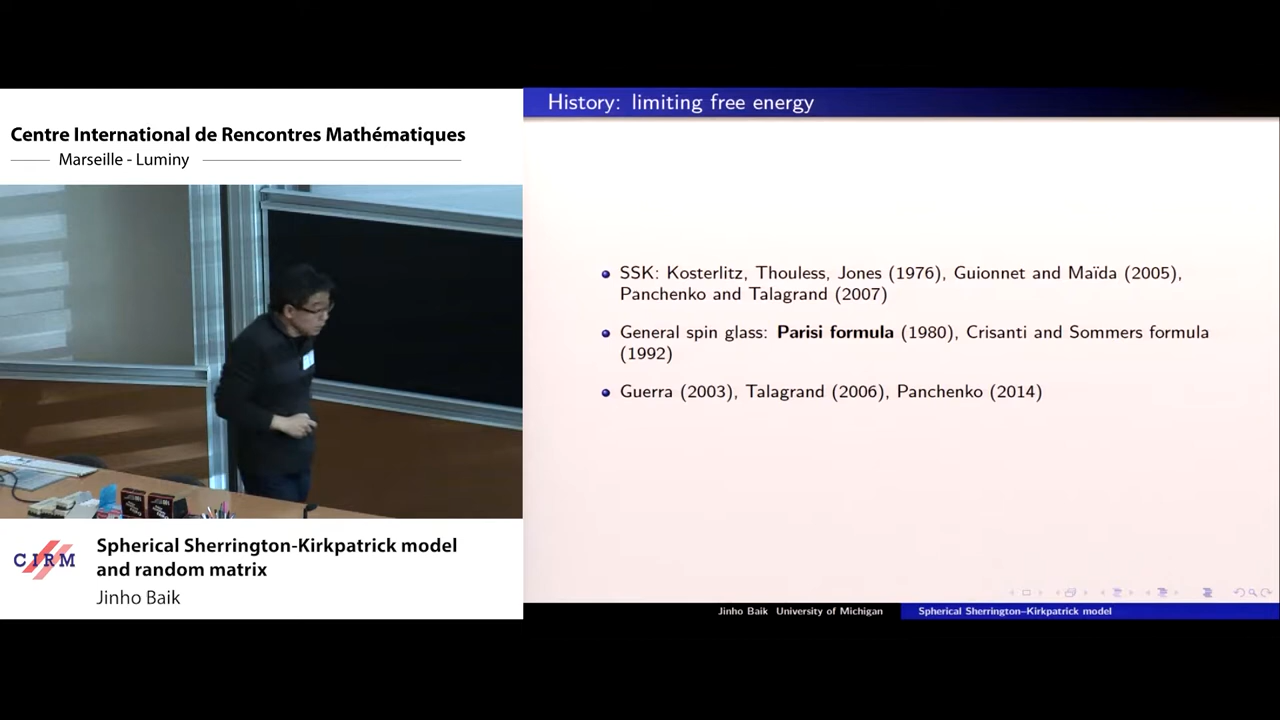 Centre International de Rencontres Mathématiques
Marseille - Luminy
CIRM
Spherical Sherrington-Kirkpatrick model
and random matrix
Jinho Baik
History: limiting free energy
SSK: Kosterlitz, Thouless, Jones (1976), Guionnet and Maïda (2005),
Panchenko and Talagrand (2007)
General spin glass: Parisi formula (1980), Crisanti and Sommers formula
(1992)
Guerra (2003), Talagrand (2006), Panchenko (2014)
Jinho Baik University of Michigan
Spherical Sherrington–Kirkpatrick model